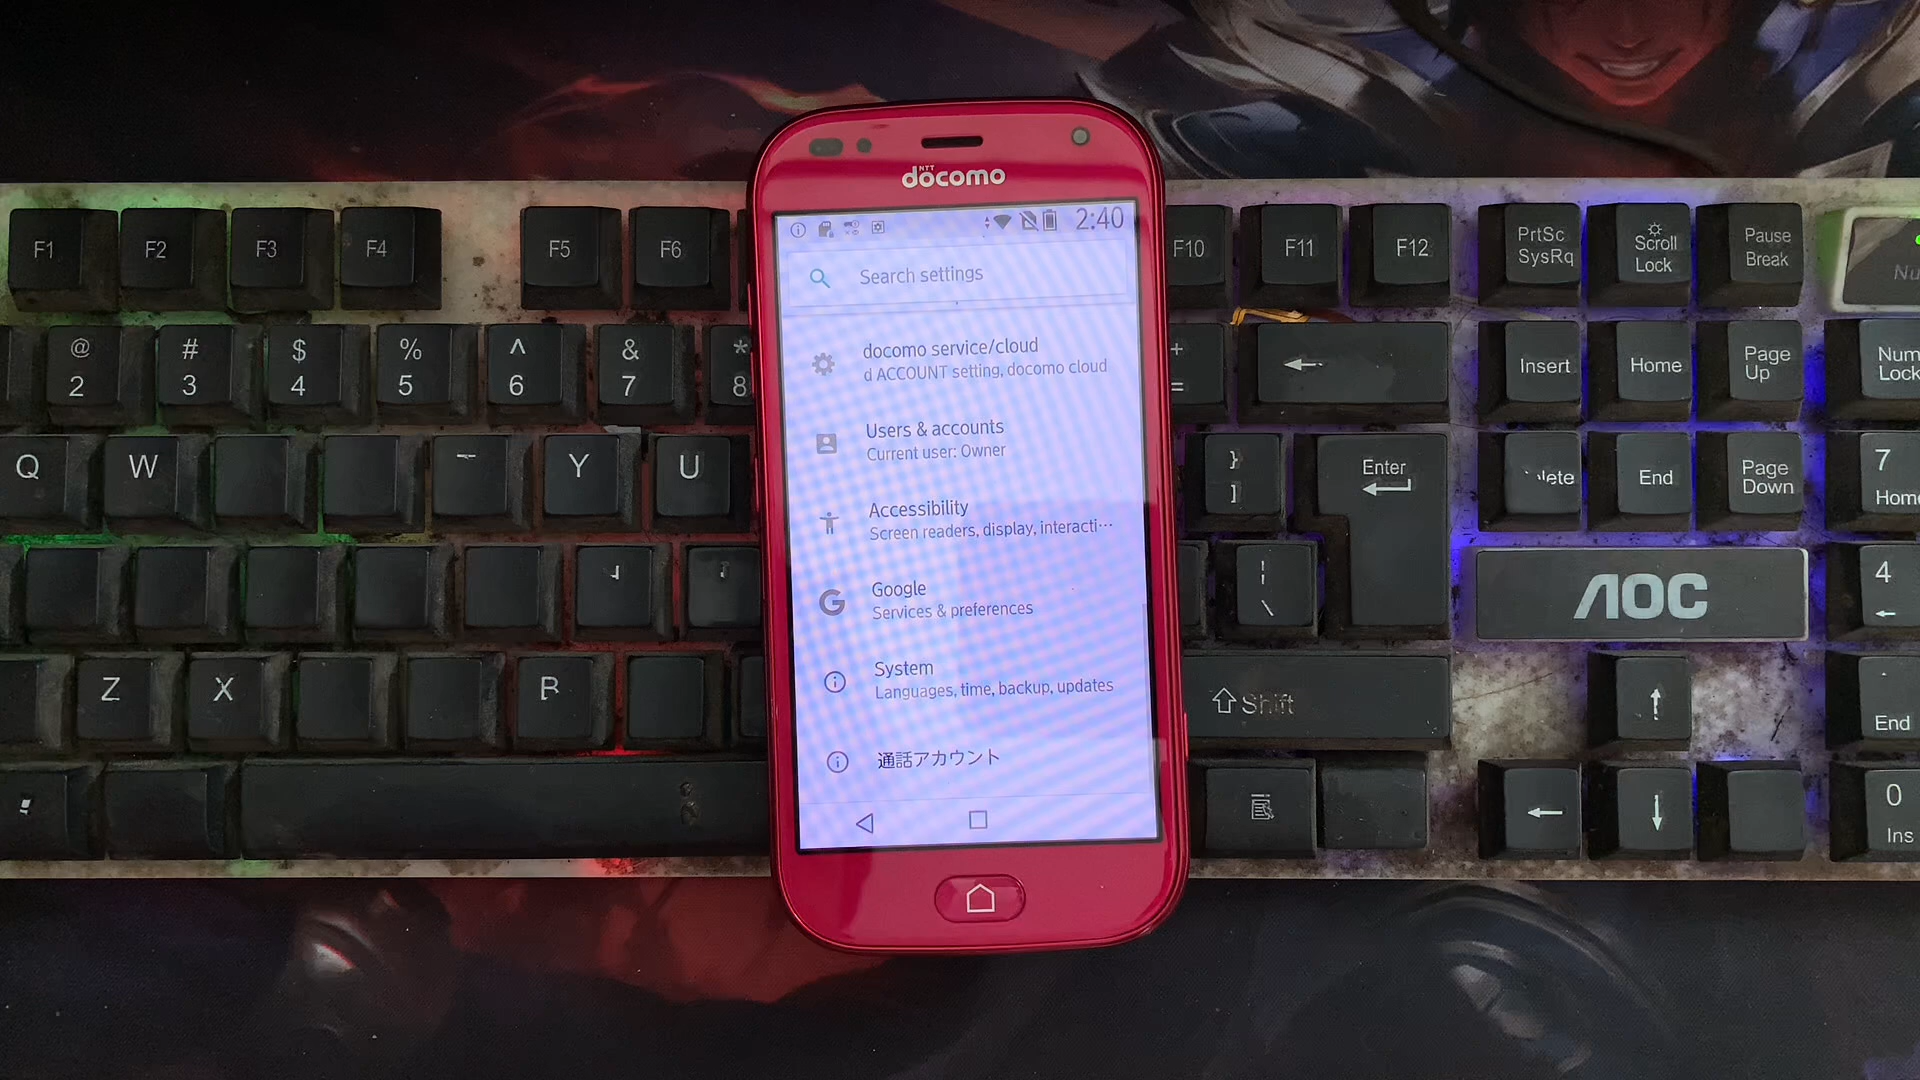 NTT
docomo
2:40
Search settings
docomo service/cloud
d ACCOUNT setting, docomo cloud
Users & accounts
Current user: Owner
Accessibility
Screen readers, display, interacti…
Google
Services & preferences
System
Languages, time, backup, updates
通話アカウント
F1 F2 F3 F4 F5 F6 F10 F11 F12
PrtSc
SysRq
Scroll
Lock
Pause
Break
@ # $ % ^ & * +
2 3 4 5 6 7 8 =
Insert Home
Page
Up
Num
Lock
Q W Y U
}
]
Enter
End
Page
Down
7
Home
\
AOC
4
Z X
Shift
End
0
Ins